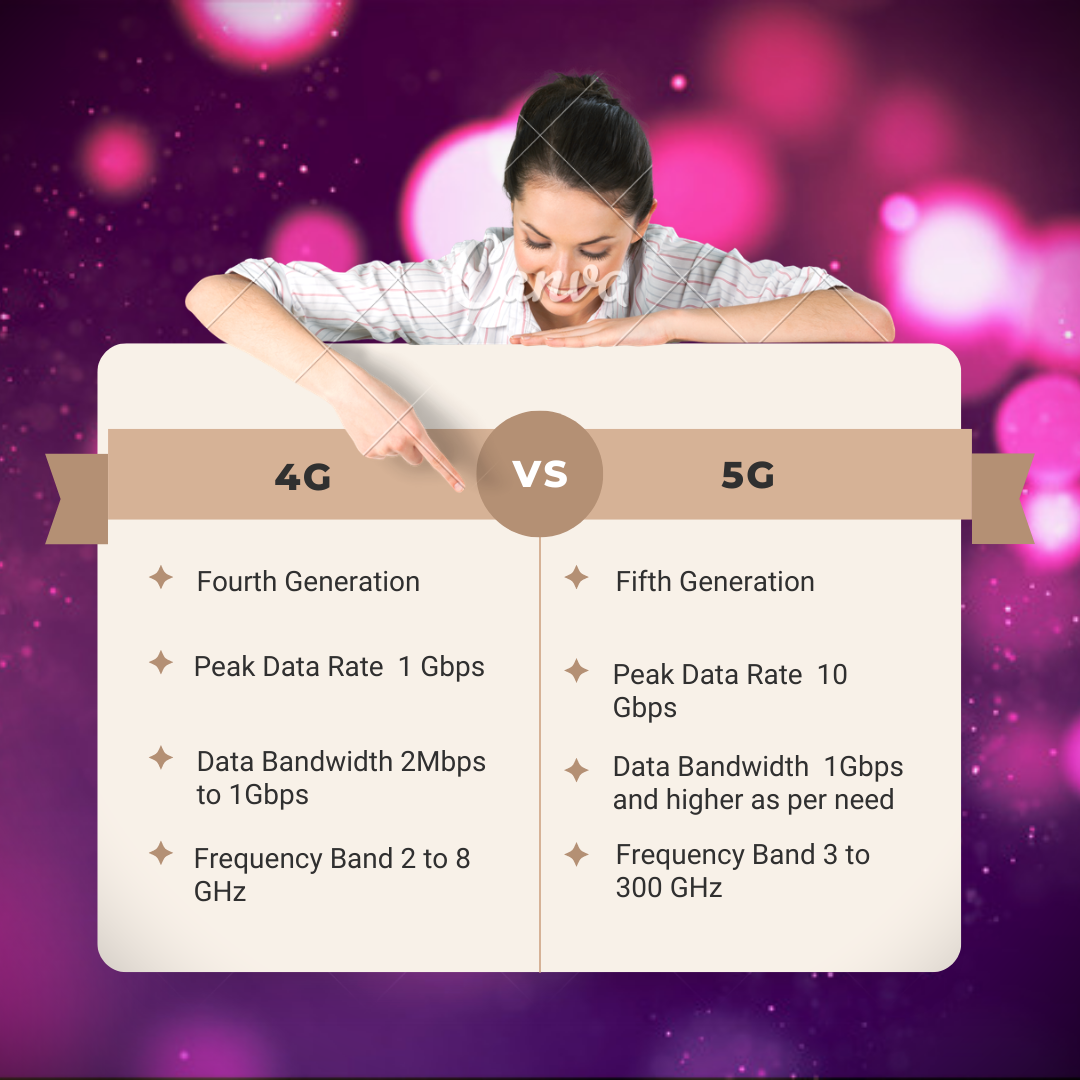 Canva
4G
VS
5G
Fourth Generation
Peak Data Rate  1 Gbps
Data Bandwidth 2Mbps
to 1Gbps
Frequency Band 2 to 8
GHz
Fifth Generation
Peak Data Rate  10
Gbps
Data Bandwidth  1Gbps
and higher as per need
Frequency Band 3 to
300 GHz